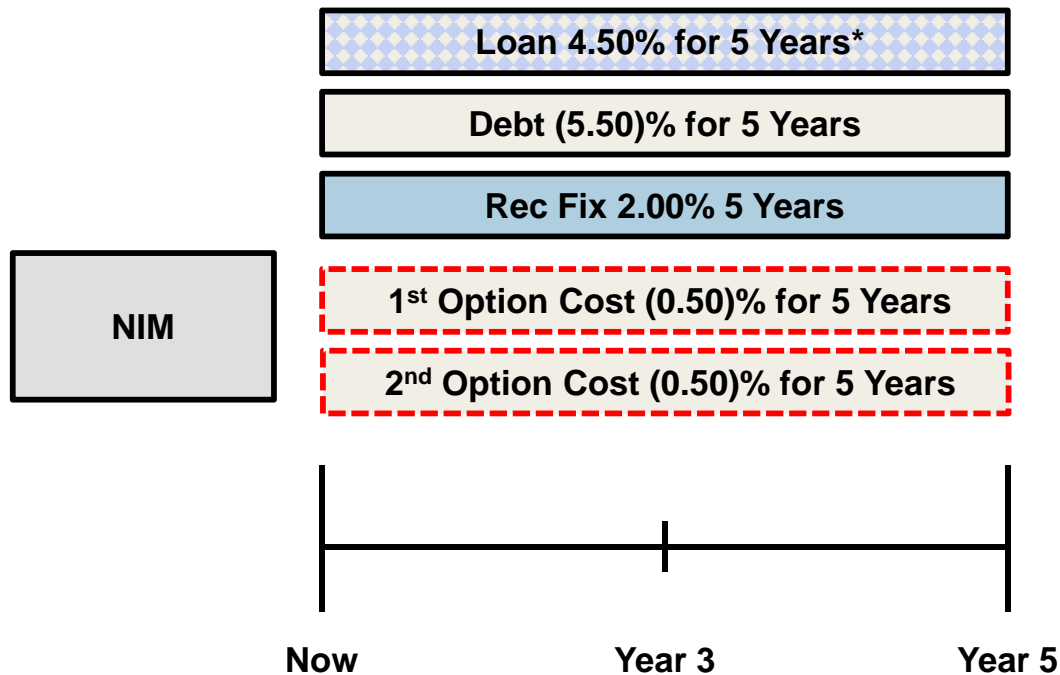 Loan 4.50% for 5 Years*
Debt (5.50)% for 5 Years
Rec Fix 2.00% 5 Years
NIM
1st Option Cost (0.50)% for 5 Years
2nd Option Cost (0.50)% for 5 Years
Now Year 3 Year 5